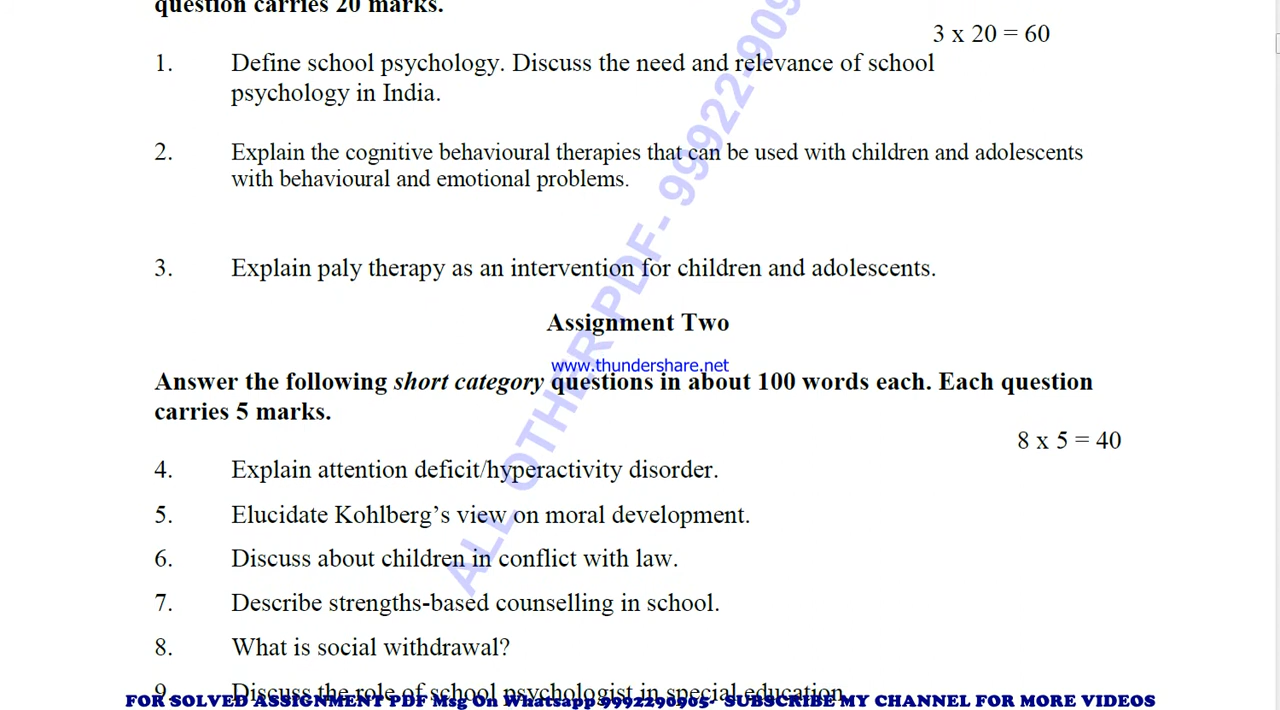 question carries 20 marks.
3 x 20 = 60
1. Define school psychology. Discuss the need and relevance of school
psychology in India.
2. Explain the cognitive behavioural therapies that can be used with children and adolescents
with behavioural and emotional problems.
3. Explain paly therapy as an intervention for children and adolescents.
Assignment Two
www.thundershare.net
Answer the following short category questions in about 100 words each. Each question
carries 5 marks.
8 x 5 = 40
4. Explain attention deficit/hyperactivity disorder.
5. Elucidate Kohlberg’s view on moral development.
6. Discuss about children in conflict with law.
7. Describe strengths-based counselling in school.
8. What is social withdrawal?
9. Discuss the role of school psychologist in special education.
FOR SOLVED ASSIGNMENT PDF Msg On Whatsapp 9992290905- SUBSCRIBE MY CHANNEL FOR MORE VIDEOS
ALL OTHER PDF- 99922-909